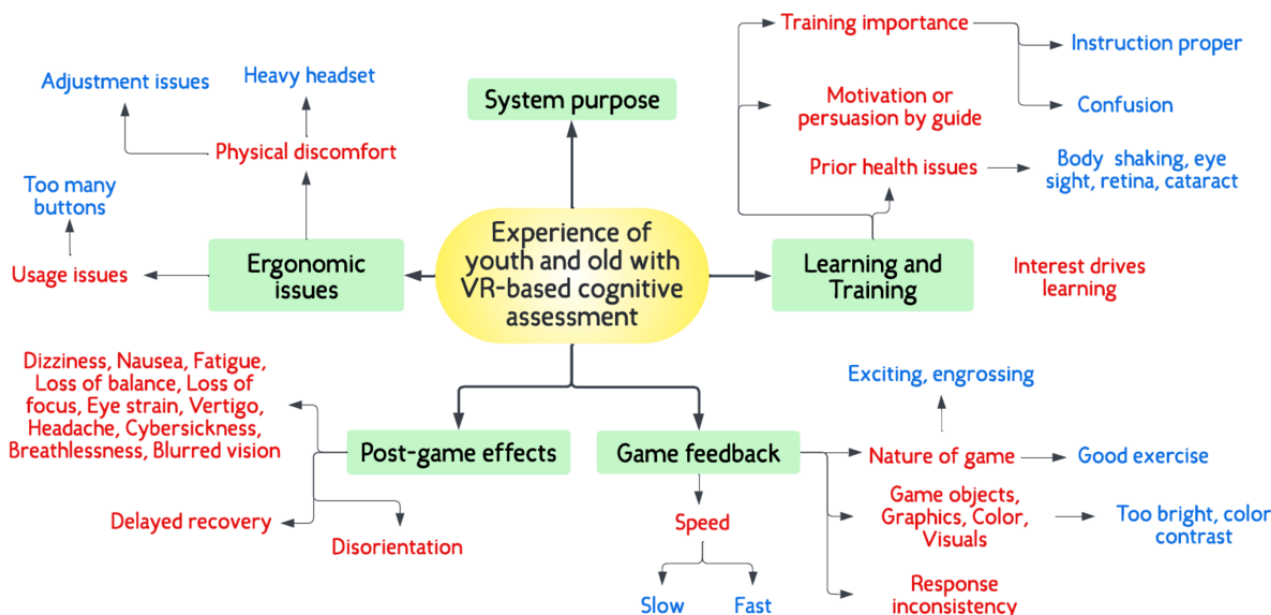 Training importance
Instruction proper
Adjustment issues
Heavy headset
System purpose
Motivation or
persuasion by guide
Confusion
Physical discomfort
Prior health issues
Body shaking, eye
sight, retina, cataract
Too many
buttons
Experience of
youth and old with
VR-based cognitive
assessment
Usage issues
Ergonomic
issues
Learning and
Training
Interest drives
learning
Dizziness, Nausea, Fatigue,
Loss of balance, Loss of
focus, Eye strain, Vertigo,
Headache, Cybersickness,
Breathlessness, Blurred vision
Post-game effects
Game feedback
Exciting, engrossing
Nature of game
Good exercise
Delayed recovery
Disorientation
Speed
Slow
Fast
Game objects,
Graphics, Color,
Visuals
Too bright, color
contrast
Response
inconsistency